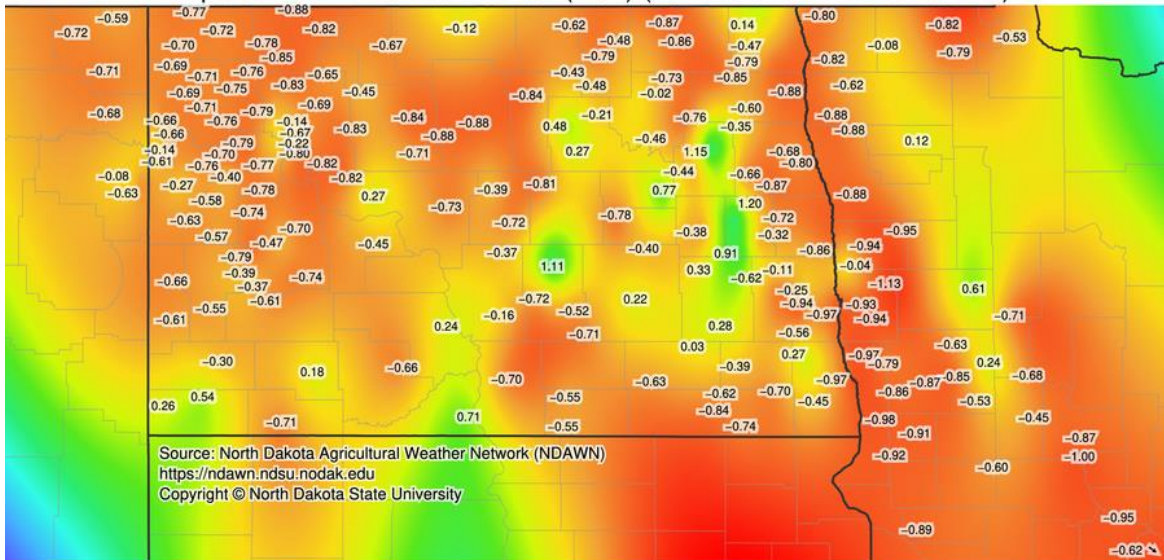 −0.59 −0.77 −0.88 −0.12 −0.62 −0.87 0.14 −0.80 −0.82
−0.72 −0.72 −0.82 −0.53
−0.70 −0.78 −0.67 −0.48 −0.86 −0.47 −0.08 −0.79
−0.85 −0.79 −0.79 −0.82
−0.71 −0.69 −0.71 −0.76 −0.65 −0.43 −0.73 −0.85
−0.69 −0.75 −0.83 −0.45 −0.84 −0.48 −0.02 −0.88 −0.62
−0.68 −0.71 −0.79 −0.69 −0.84 −0.21 −0.76 −0.60 −0.88
−0.66 −0.76 −0.14 −0.83 −0.88 −0.88 0.48 −0.35 −0.88
−0.66 −0.79 −0.67 −0.22 −0.46 0.12
−0.14 −0.70 −0.80 −0.71 0.27 1.15 −0.68
−0.61 −0.76 −0.77 −0.82 −0.44 −0.80
−0.08 −0.40 −0.82 −0.81 −0.66
−0.63 −0.27 −0.78 0.27 −0.39 0.77 −0.87 −0.88
−0.58 −0.73 1.20
−0.63 −0.74 −0.72 −0.78 −0.72
−0.57 −0.47 −0.70 −0.45 −0.38 −0.32 −0.95
−0.79 −0.37 −0.40 0.91 −0.86 −0.94
−0.66 −0.39 −0.74 1.11 0.33 −0.62 −0.11 −0.04
−0.37 −0.25 −1.13 0.61
−0.55 −0.61 −0.72 0.22 −0.94 −0.93
−0.61 −0.16 −0.52 −0.97 −0.94 −0.71
0.24 −0.71 0.28 −0.56
0.03 0.27 −0.97 −0.63
−0.30 0.18 −0.66 −0.39 −0.79 0.24
−0.70 −0.63 −0.97 −0.87 −0.85 −0.68
0.26 0.54 −0.55 −0.62 −0.70 −0.45 −0.86 −0.53
−0.71 0.71 −0.55 −0.84 −0.74 −0.98 −0.45
−0.91 −0.87
Source: North Dakota Agricultural Weather Network (NDAWN)
−0.92 −0.60 −1.00
https://ndawn.ndsu.nodak.edu
Copyright © North Dakota State University
−0.89 −0.95
−0.62